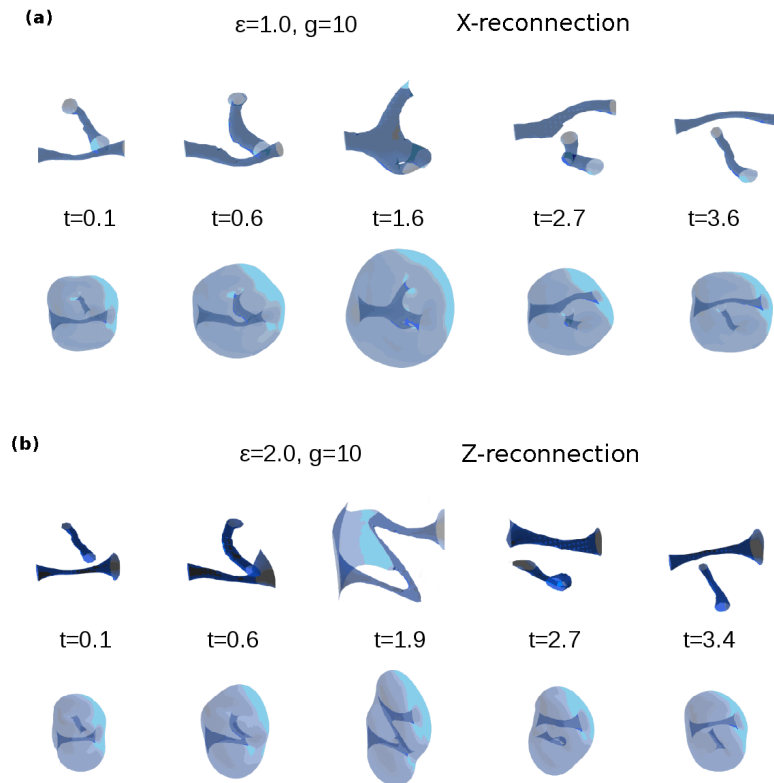 (a)
ε=1.0, g=10 X-reconnection
t=0.1 t=0.6 t=1.6 t=2.7 t=3.6
(b)
ε=2.0, g=10 Z-reconnection
t=0.1 t=0.6 t=1.9 t=2.7 t=3.4